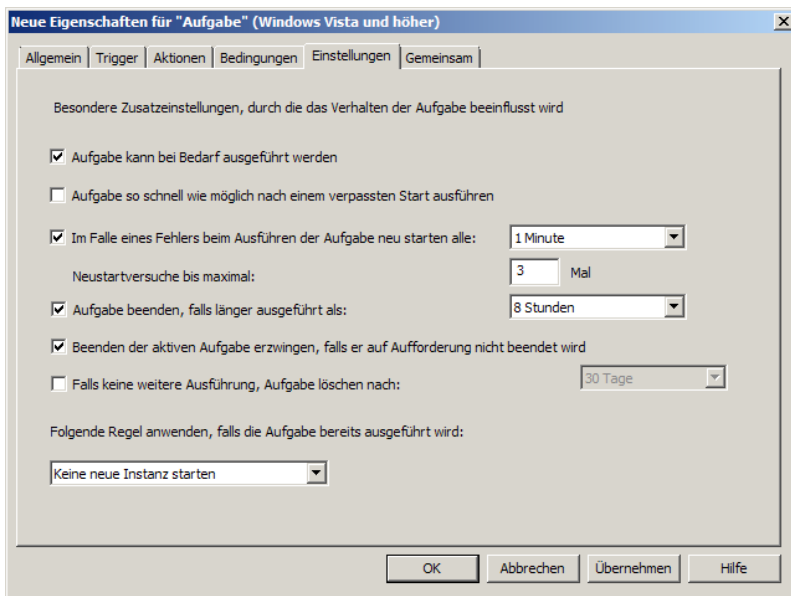 Neue Eigenschaften für "Aufgabe" (Windows Vista und höher)
Allgemein Trigger Aktionen Bedingungen Einstellungen Gemeinsam
Besondere Zusatzeinstellungen, durch die das Verhalten der Aufgabe beeinflusst wird
Aufgabe kann bei Bedarf ausgeführt werden
Aufgabe so schnell wie möglich nach einem verpassten Start ausführen
Im Falle eines Fehlers beim Ausführen der Aufgabe neu starten alle: 1 Minute
Neustartversuche bis maximal: 3 Mal
Aufgabe beenden, falls länger ausgeführt als: 8 Stunden
Beenden der aktiven Aufgabe erzwingen, falls er auf Aufforderung nicht beendet wird
Falls keine weitere Ausführung, Aufgabe löschen nach: 30 Tage
Folgende Regel anwenden, falls die Aufgabe bereits ausgeführt wird:
Keine neue Instanz starten
OK Abbrechen Übernehmen Hilfe